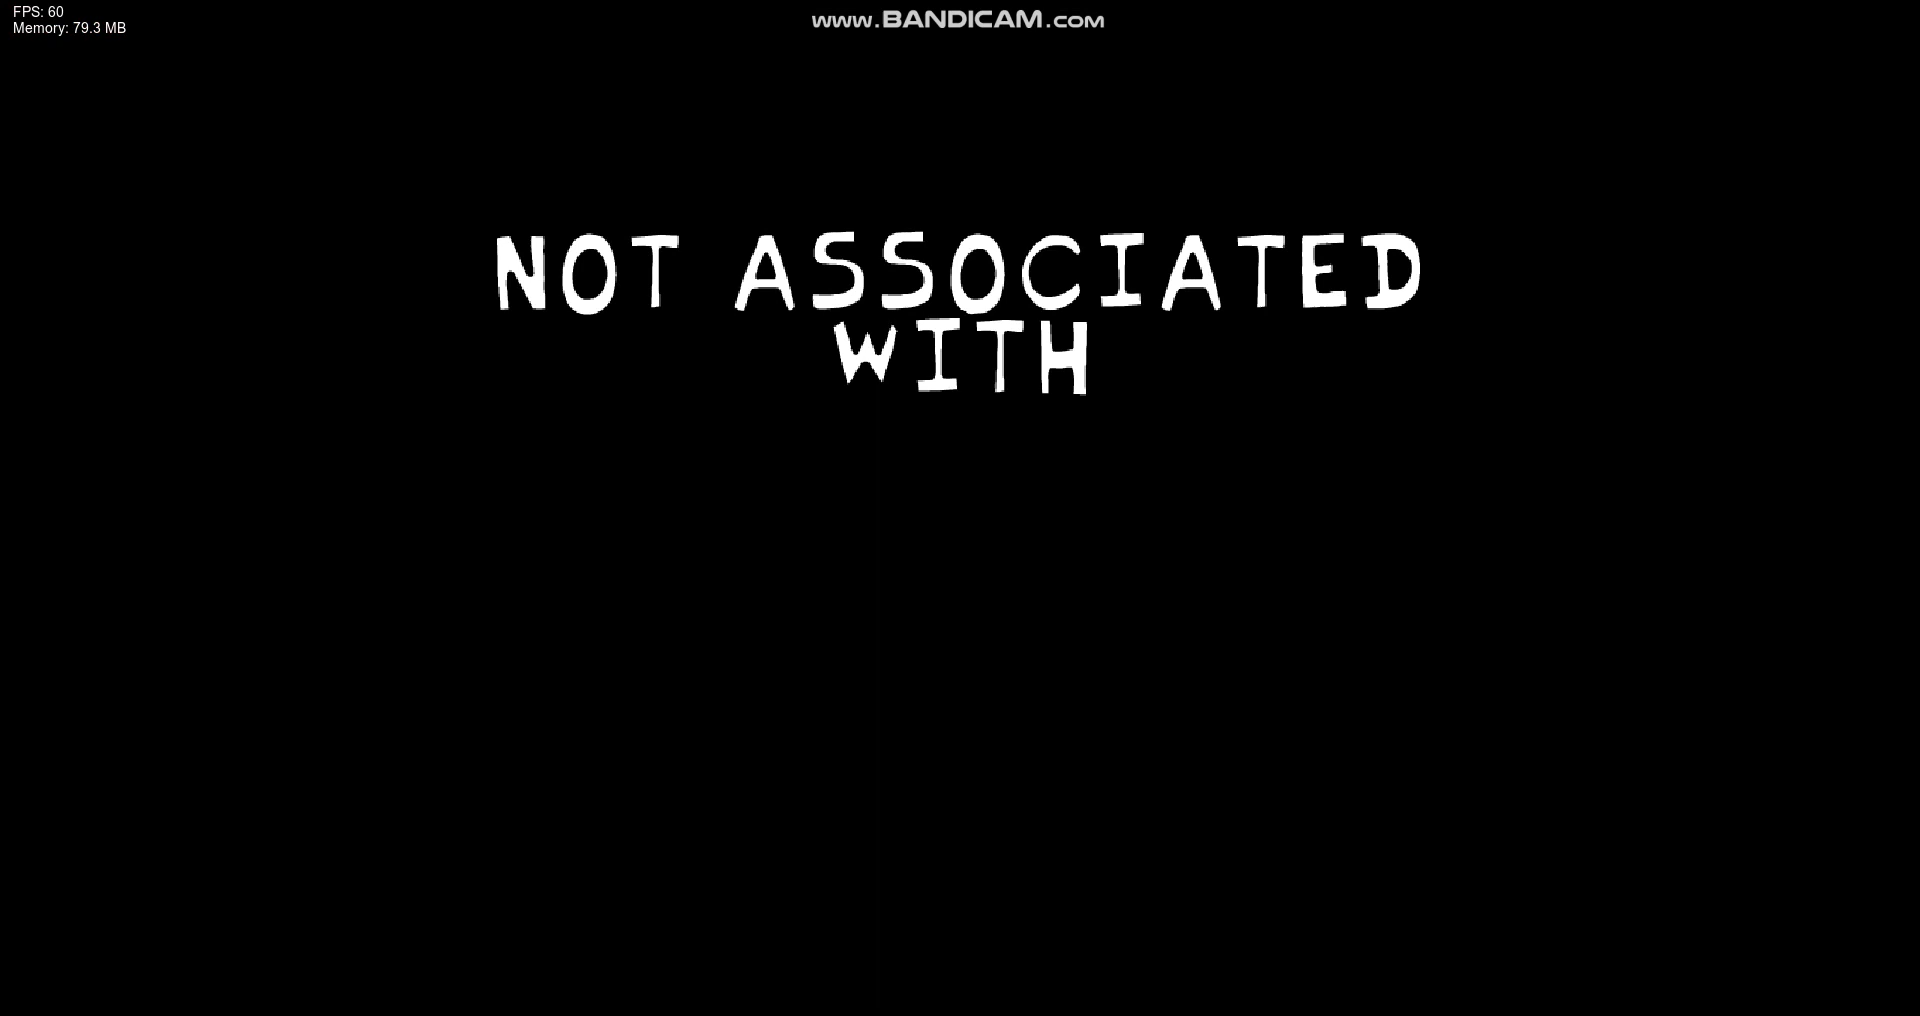 FPS: 60
Memory: 79.3 MB
www.BANDICAM.com
NOT ASSOCIATED
WITH